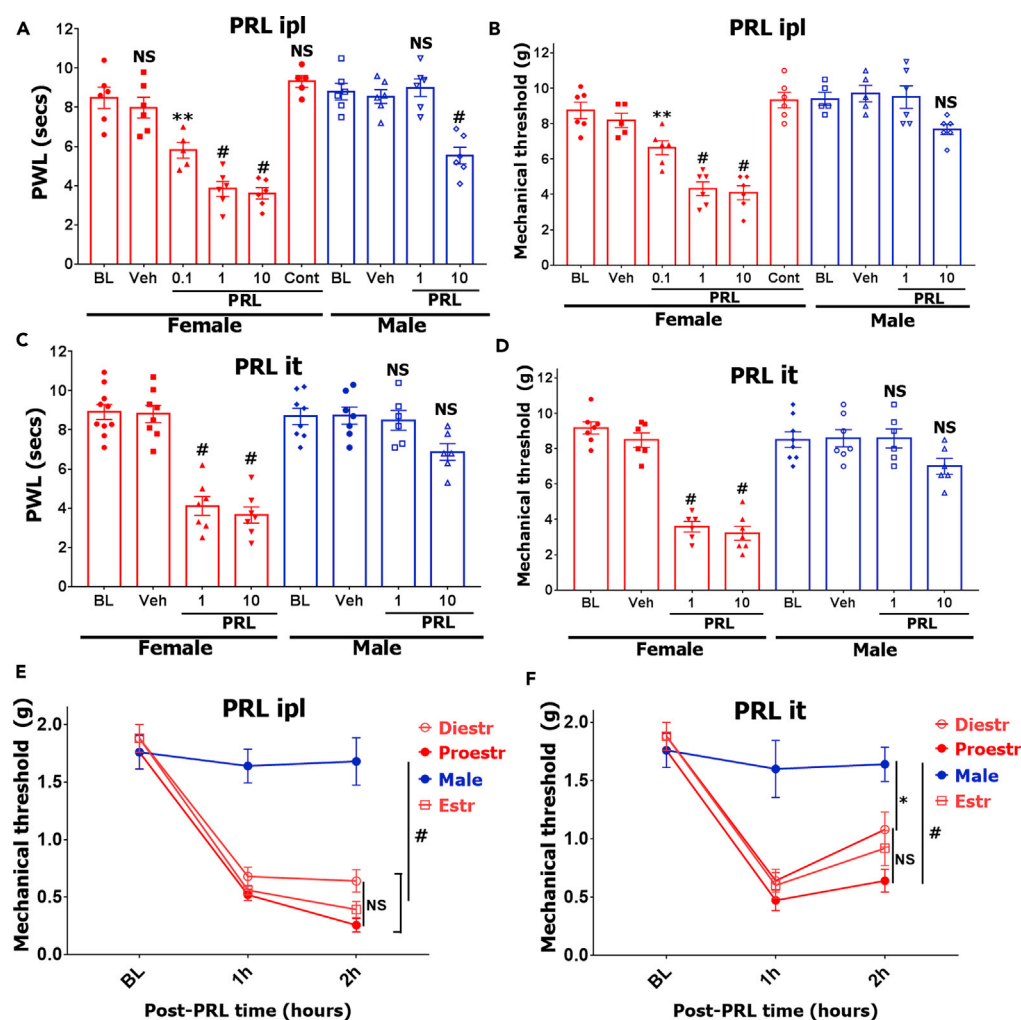 A
PRL ipl
PWL (secs)
12
10
8
6
4
2
0
NS
**
#
#
NS
NS
#
BL Veh 0.1 1 10 Cont BL Veh 1 10
PRL PRL
Female Male
B
PRL ipl
Mechanical threshold (g)
12
10
8
6
4
2
0
**
#
#
NS
BL Veh 0.1 1 10 Cont BL Veh 1 10
PRL PRL
Female Male
C
PRL it
PWL (secs)
12
10
8
6
4
2
0
#
#
NS
NS
BL Veh 1 10 BL Veh 1 10
PRL PRL
Female Male
D
PRL it
Mechanical threshold (g)
12
10
8
6
4
2
0
#
#
NS
NS
BL Veh 1 10 BL Veh 1 10
PRL PRL
Female Male
E
PRL ipl
Mechanical threshold (g)
2.0
1.5
1.0
0.5
0.0
Diestr
Proestr
Male
Estr
#
NS
BL 1h 2h
Post-PRL time (hours)
F
PRL it
Mechanical threshold (g)
2.0
1.5
1.0
0.5
0.0
Diestr
Proestr
Male
Estr
*
#
NS
BL 1h 2h
Post-PRL time (hours)